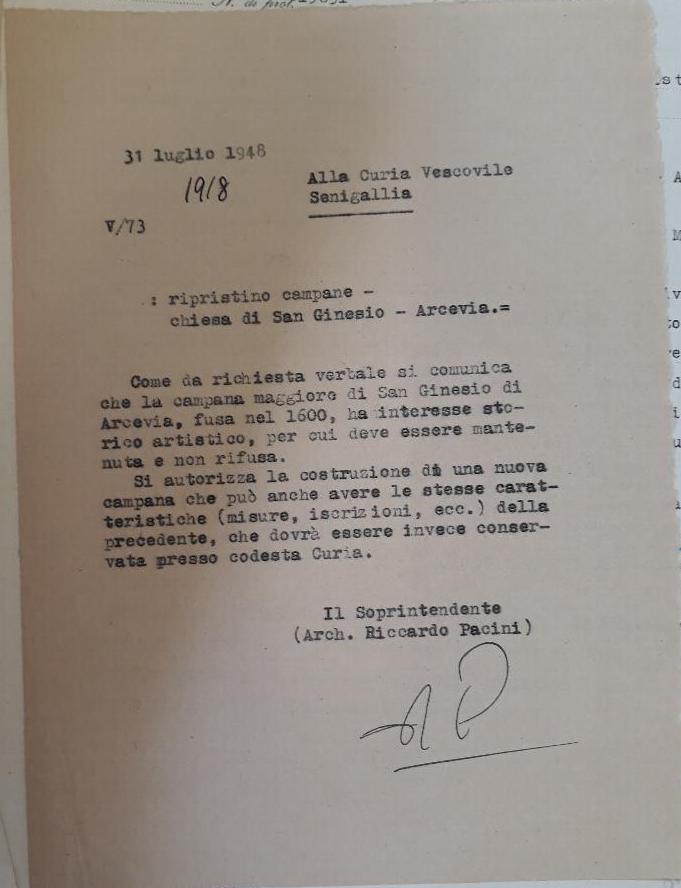 N. di prot.
31 luglio 1948
1918
Alla Curia Vescovile
Senigallia
V/73
: ripristino campane -
chiesa di San Ginesio - Arcevia.=
Come da richiesta verbale si comunica
che la campana maggiore di San Ginesio di
Arcevia, fusa nel 1600, ha interesse sto-
rico artistico, per cui deve essere mante-
nuta e non rifusa.
Si autorizza la costruzione di una nuova
campana che può anche avere le stesse carat-
teristiche (misure, iscrizioni, ecc.) della
precedente, che dovrà essere invece conser-
vata presso codesta Curia.
Il Soprintendente
(Arch. Riccardo Pacini)